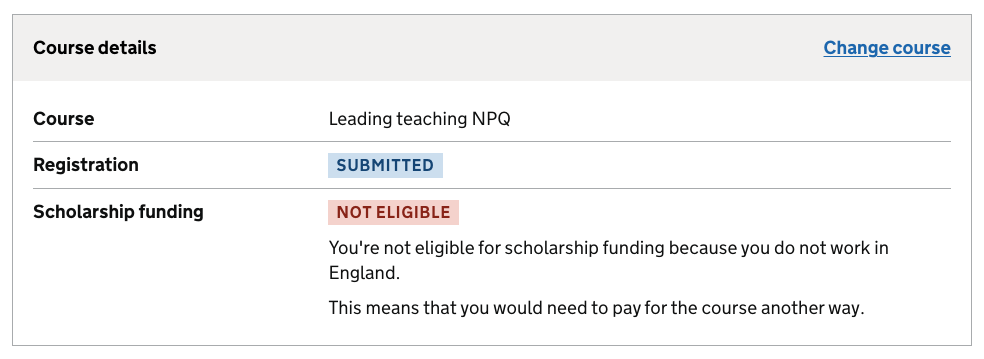 Course details
Change course
Course
Leading teaching NPQ
Registration
SUBMITTED
Scholarship funding
NOT ELIGIBLE
You're not eligible for scholarship funding because you do not work in
England.
This means that you would need to pay for the course another way.